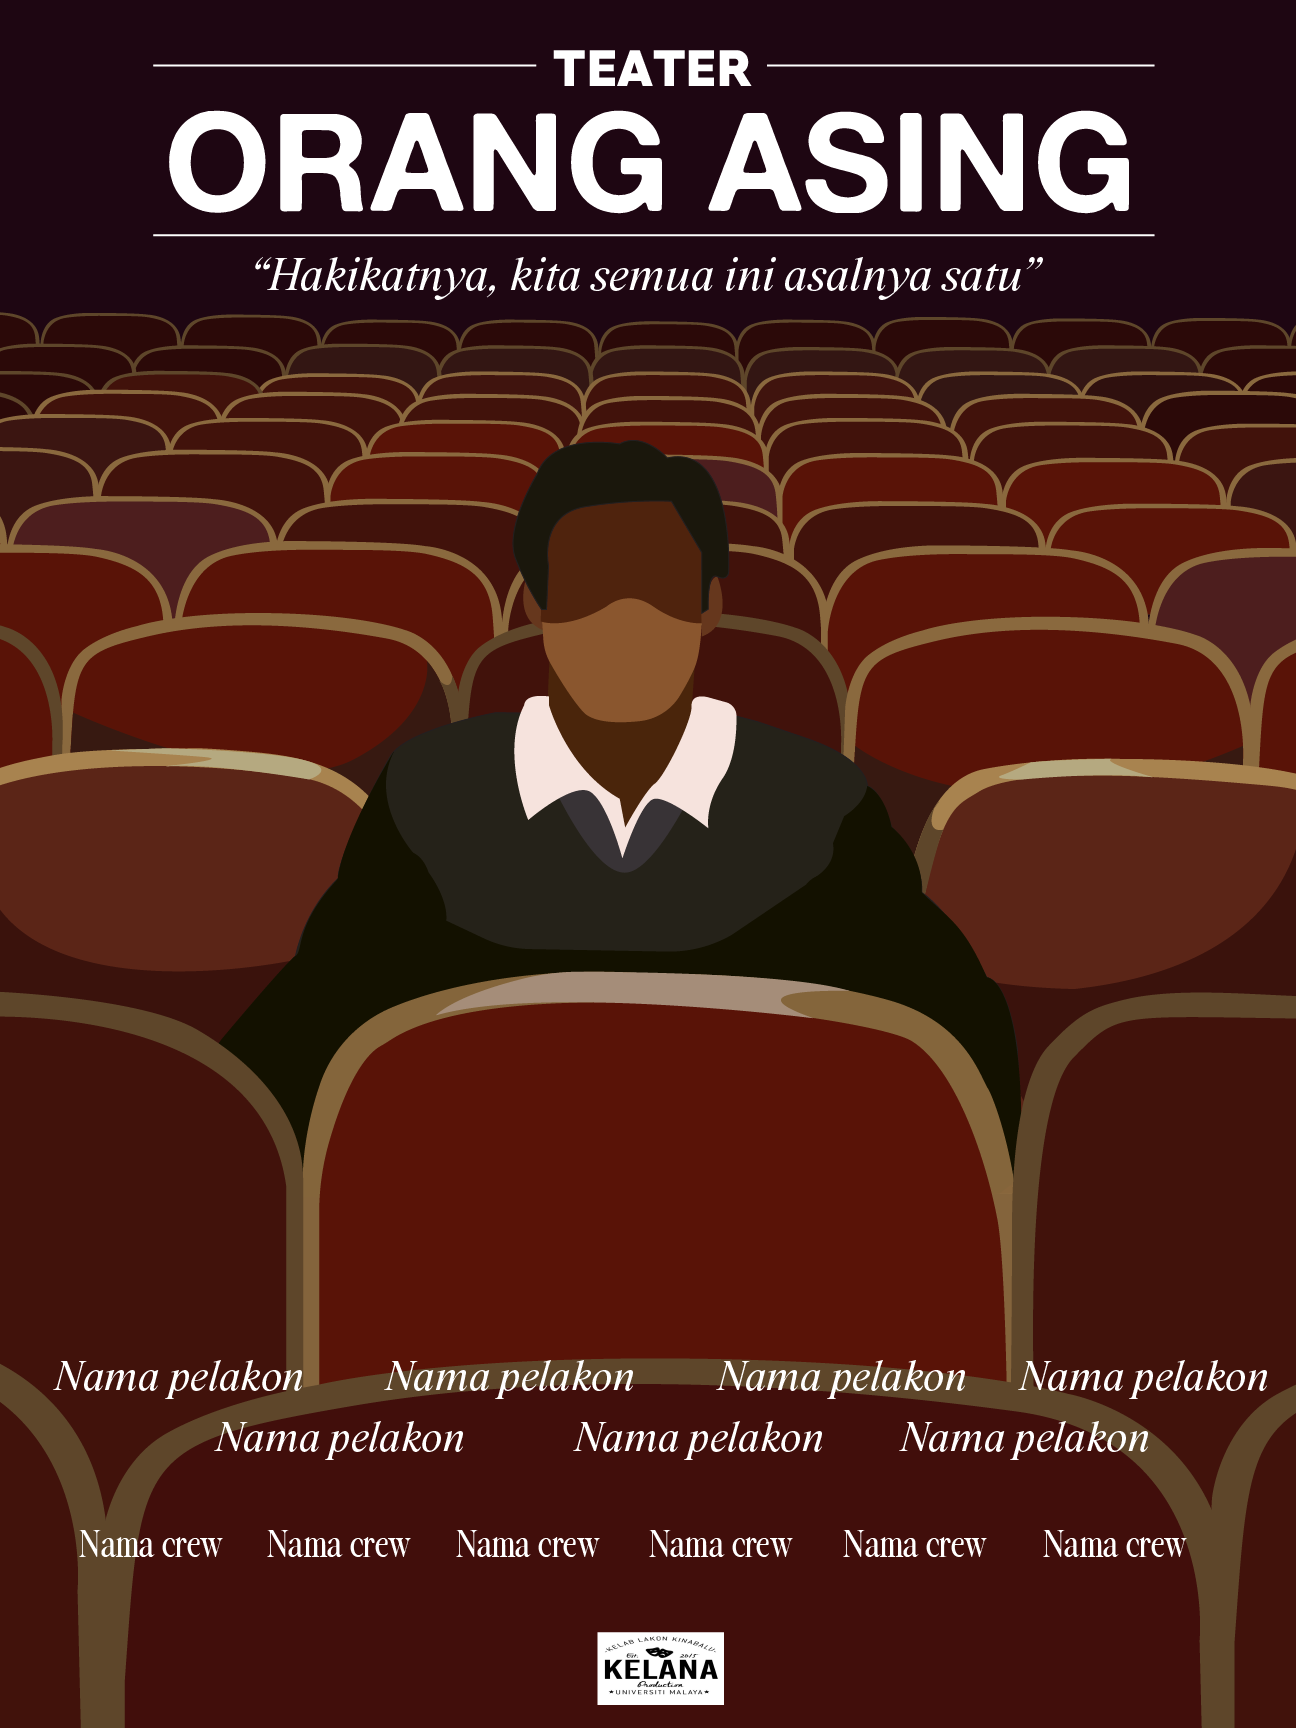 TEATER
ORANG ASING
“Hakikatnya, kita semua ini asalnya satu”
Nama pelakon Nama pelakon Nama pelakon Nama pelakon
Nama pelakon Nama pelakon Nama pelakon
Nama crew Nama crew Nama crew Nama crew Nama crew Nama crew
·KELAB LAKON KINABALU·
Est. 2015
KELANA
Production
★UNIVERSITI MALAYA★